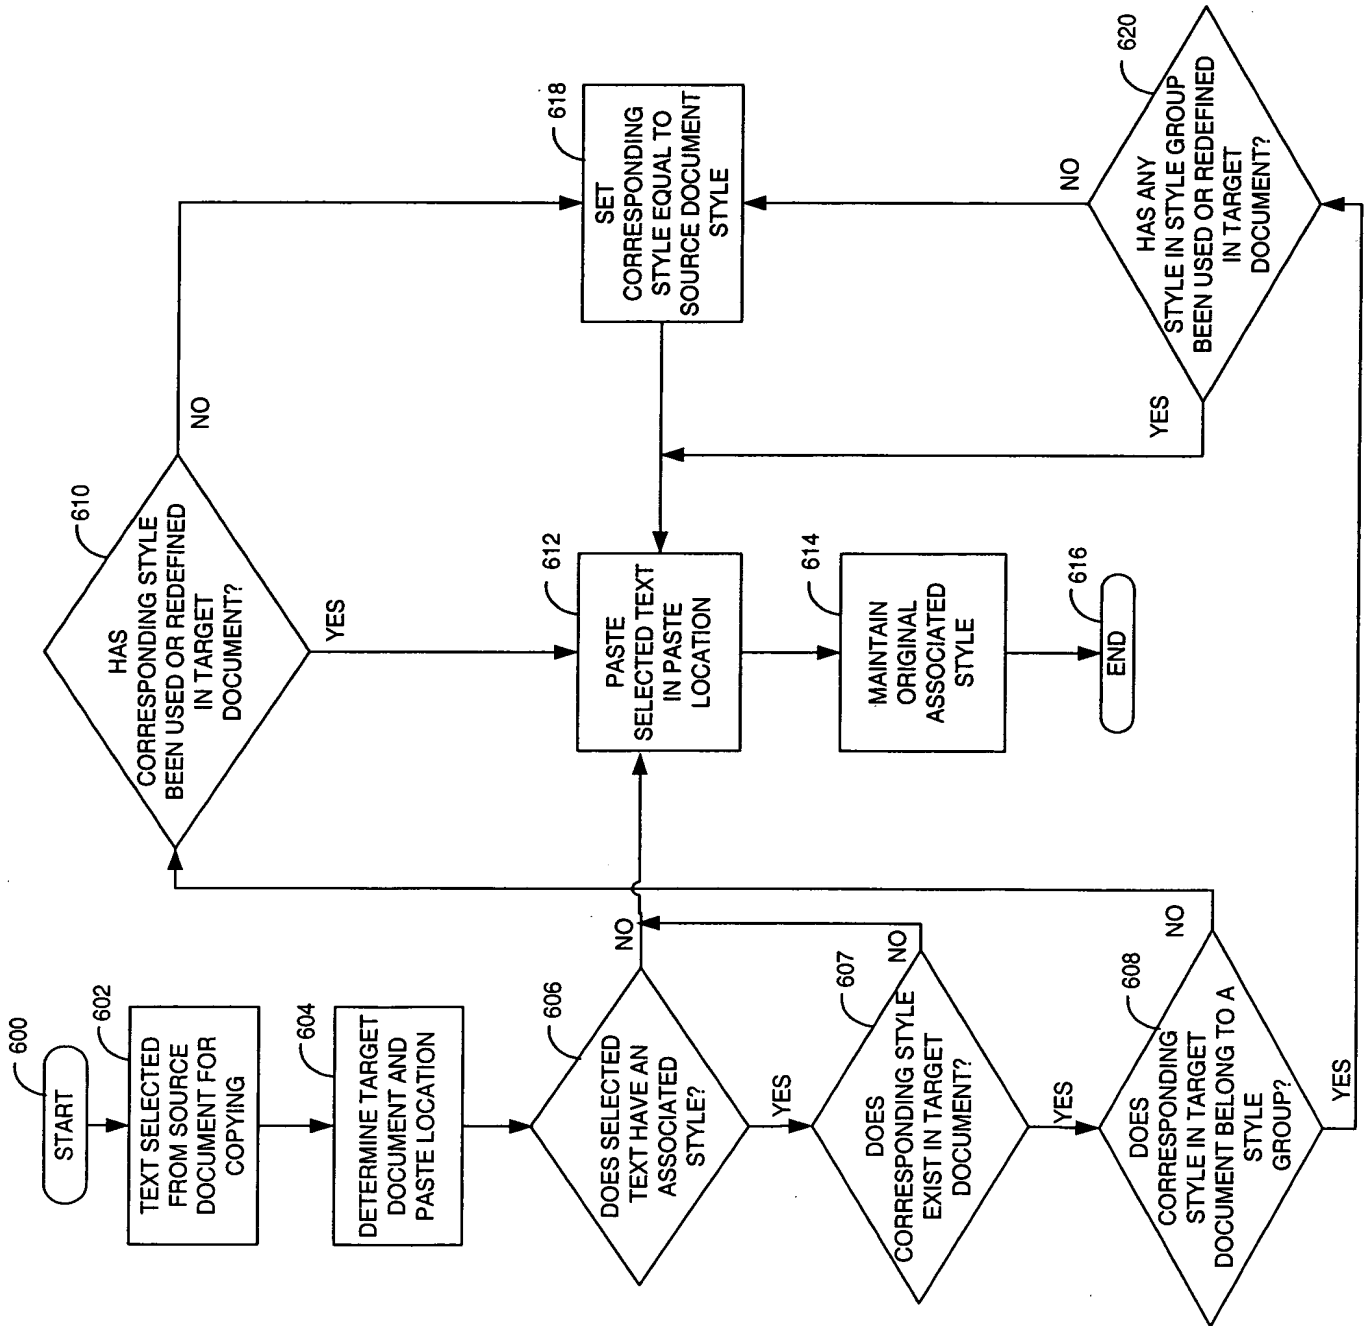 600
START
602
TEXT SELECTED
FROM SOURCE
DOCUMENT FOR
COPYING
604
DETERMINE TARGET
DOCUMENT AND
PASTE LOCATION
606
DOES SELECTED
TEXT HAVE AN
ASSOCIATED
STYLE?
NO
YES
607
DOES
CORRESPONDING STYLE
EXIST IN TARGET
DOCUMENT?
NO
YES
608
DOES
CORRESPONDING
STYLE IN TARGET
DOCUMENT BELONG TO A
STYLE
GROUP?
NO
YES
610
HAS
CORRESPONDING STYLE
BEEN USED OR REDEFINED
IN TARGET
DOCUMENT?
NO
YES
612
PASTE
SELECTED TEXT
IN PASTE
LOCATION
614
MAINTAIN
ORIGINAL
ASSOCIATED
STYLE
616
END
618
SET
CORRESPONDING
STYLE EQUAL TO
SOURCE DOCUMENT
STYLE
620
HAS ANY
STYLE IN STYLE GROUP
BEEN USED OR REDEFINED
IN TARGET
DOCUMENT?
NO
YES